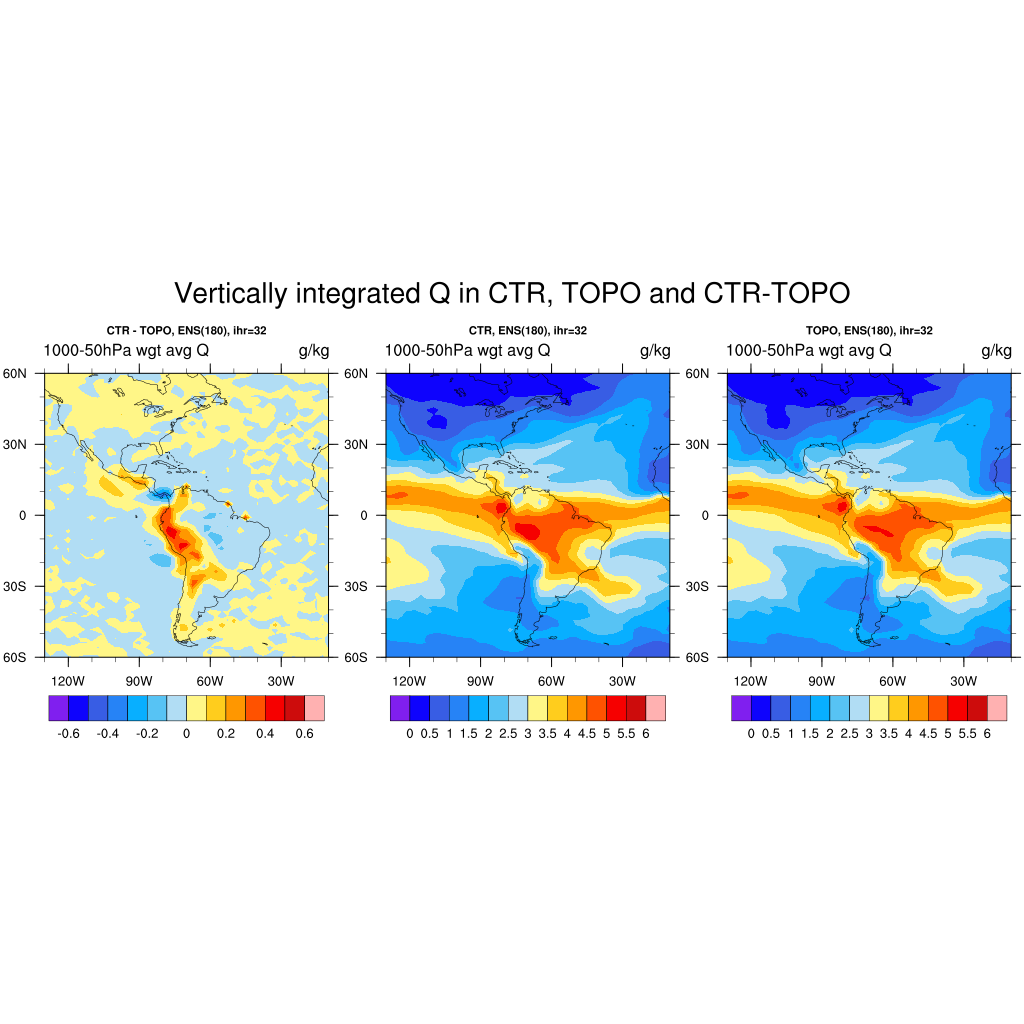 Vertically integrated Q in CTR, TOPO and CTR-TOPO
CTR - TOPO, ENS(180), ihr=32
1000-50hPa wgt avg Q g/kg
60N
30N
0
30S
60S
120W 90W 60W 30W
-0.6 -0.4 -0.2 0 0.2 0.4 0.6
CTR, ENS(180), ihr=32
1000-50hPa wgt avg Q g/kg
60N
30N
0
30S
60S
120W 90W 60W 30W
0 0.5 1 1.5 2 2.5 3 3.5 4 4.5 5 5.5 6
TOPO, ENS(180), ihr=32
1000-50hPa wgt avg Q g/kg
60N
30N
0
30S
60S
120W 90W 60W 30W
0 0.5 1 1.5 2 2.5 3 3.5 4 4.5 5 5.5 6